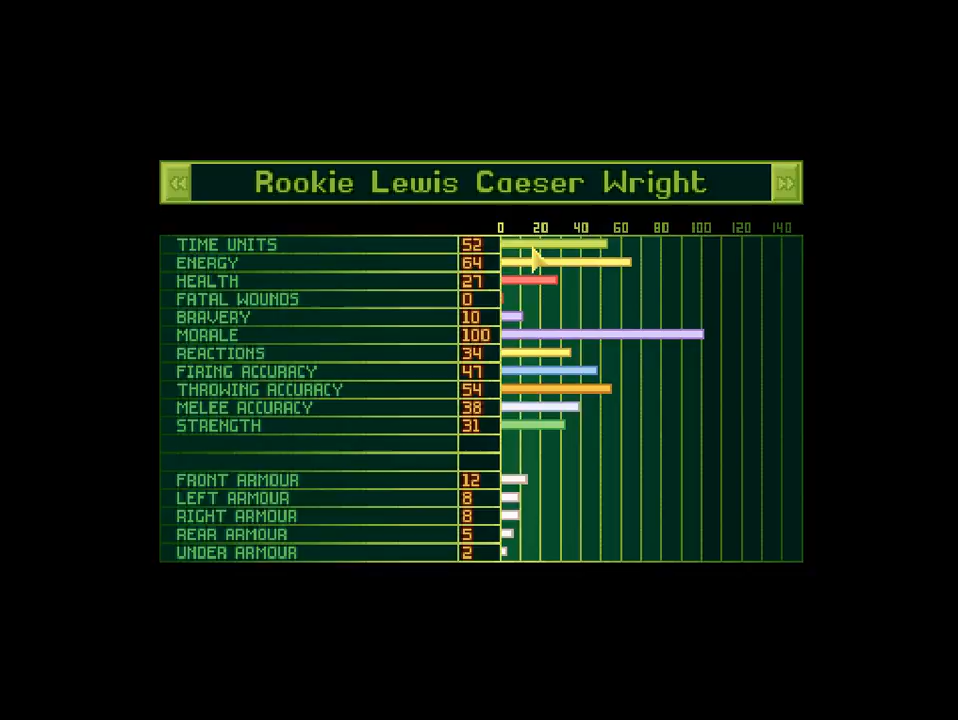 Rookie Lewis Caeser Wright
0 20 40 60 80 100 120 140
TIME UNITS 52
ENERGY 64
HEALTH 27
FATAL WOUNDS 0
BRAVERY 10
MORALE 100
REACTIONS 34
FIRING ACCURACY 47
THROWING ACCURACY 54
MELEE ACCURACY 38
STRENGTH 31
FRONT ARMOUR 12
LEFT ARMOUR 8
RIGHT ARMOUR 8
REAR ARMOUR 5
UNDER ARMOUR 2